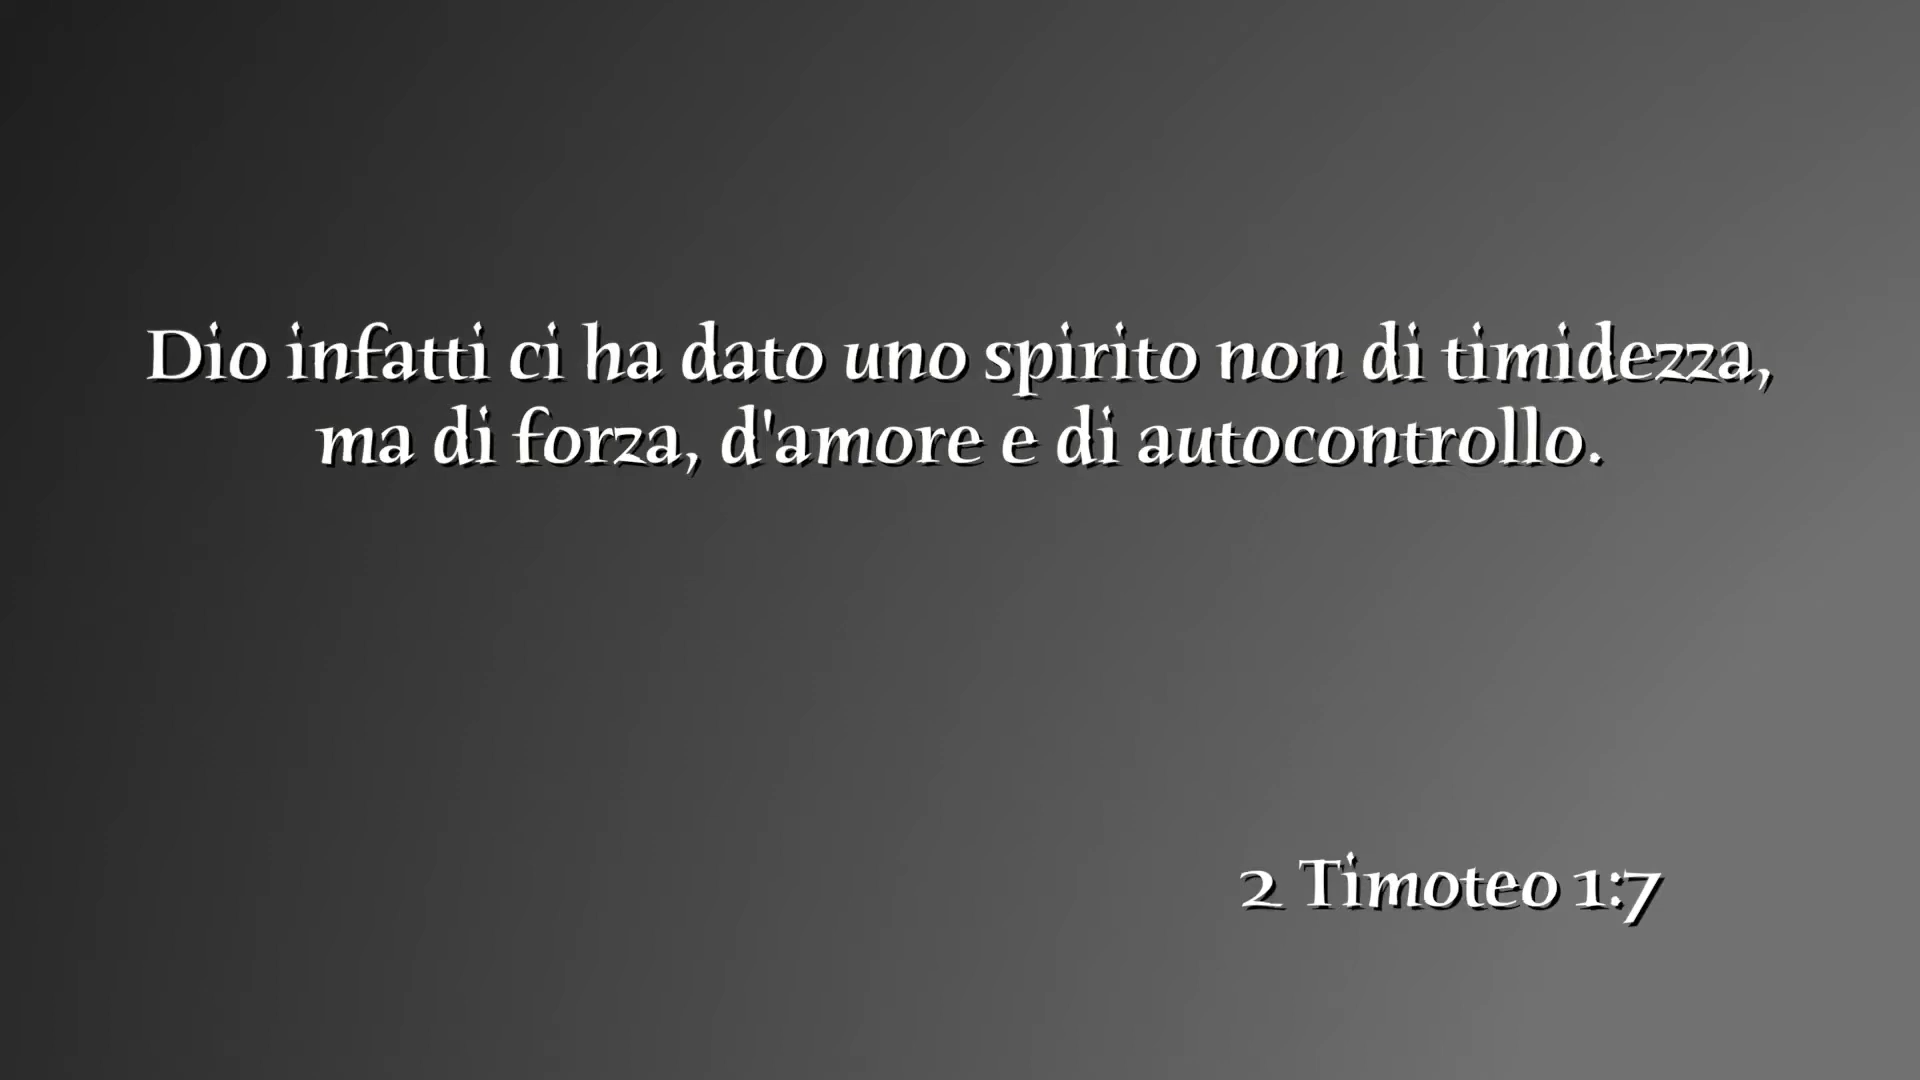 Dio infatti ci ha dato uno spirito non di timidezza,
ma di forza, d'amore e di autocontrollo.
2 Timoteo 1:7